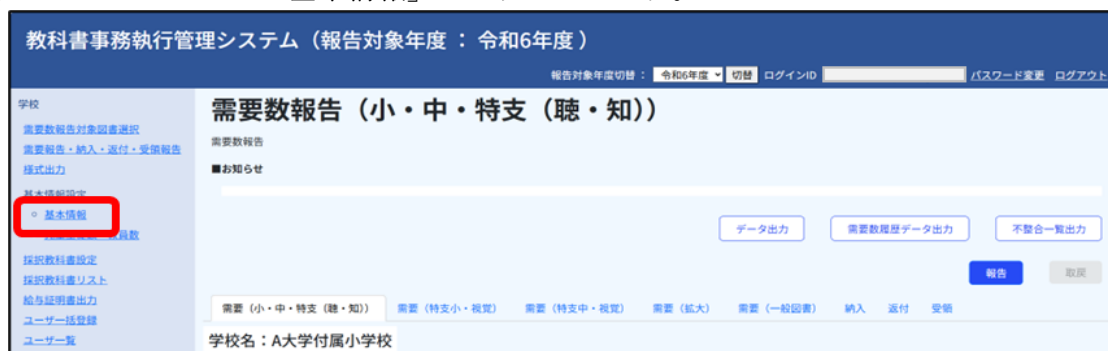 教科書事務執行管理システム（報告対象年度 ： 令和6年度 ）
報告対象年度切替 ： 令和6年度 切替 ログインID パスワード変更 ログアウト
学校
需要数報告対象図書選択
需要報告・納入・返付・受領報告
様式出力
基本情報設定
基本情報
採択教科書設定
採択教科書リスト
給与証明書出力
ユーザー括登録
ユーザ一覧
需要数報告（小・中・特支（聴・知））
需要数報告
■お知らせ
データ出力 需要数履歴データ出力 不整合一覧出力
報告 取戻
需要（小・中・特支（聴・知）） 需要（特支小・視覚） 需要（特支中・視覚） 需要（拡大） 需要（一般図書） 納入 返付 受領
学校名：A大学付属小学校